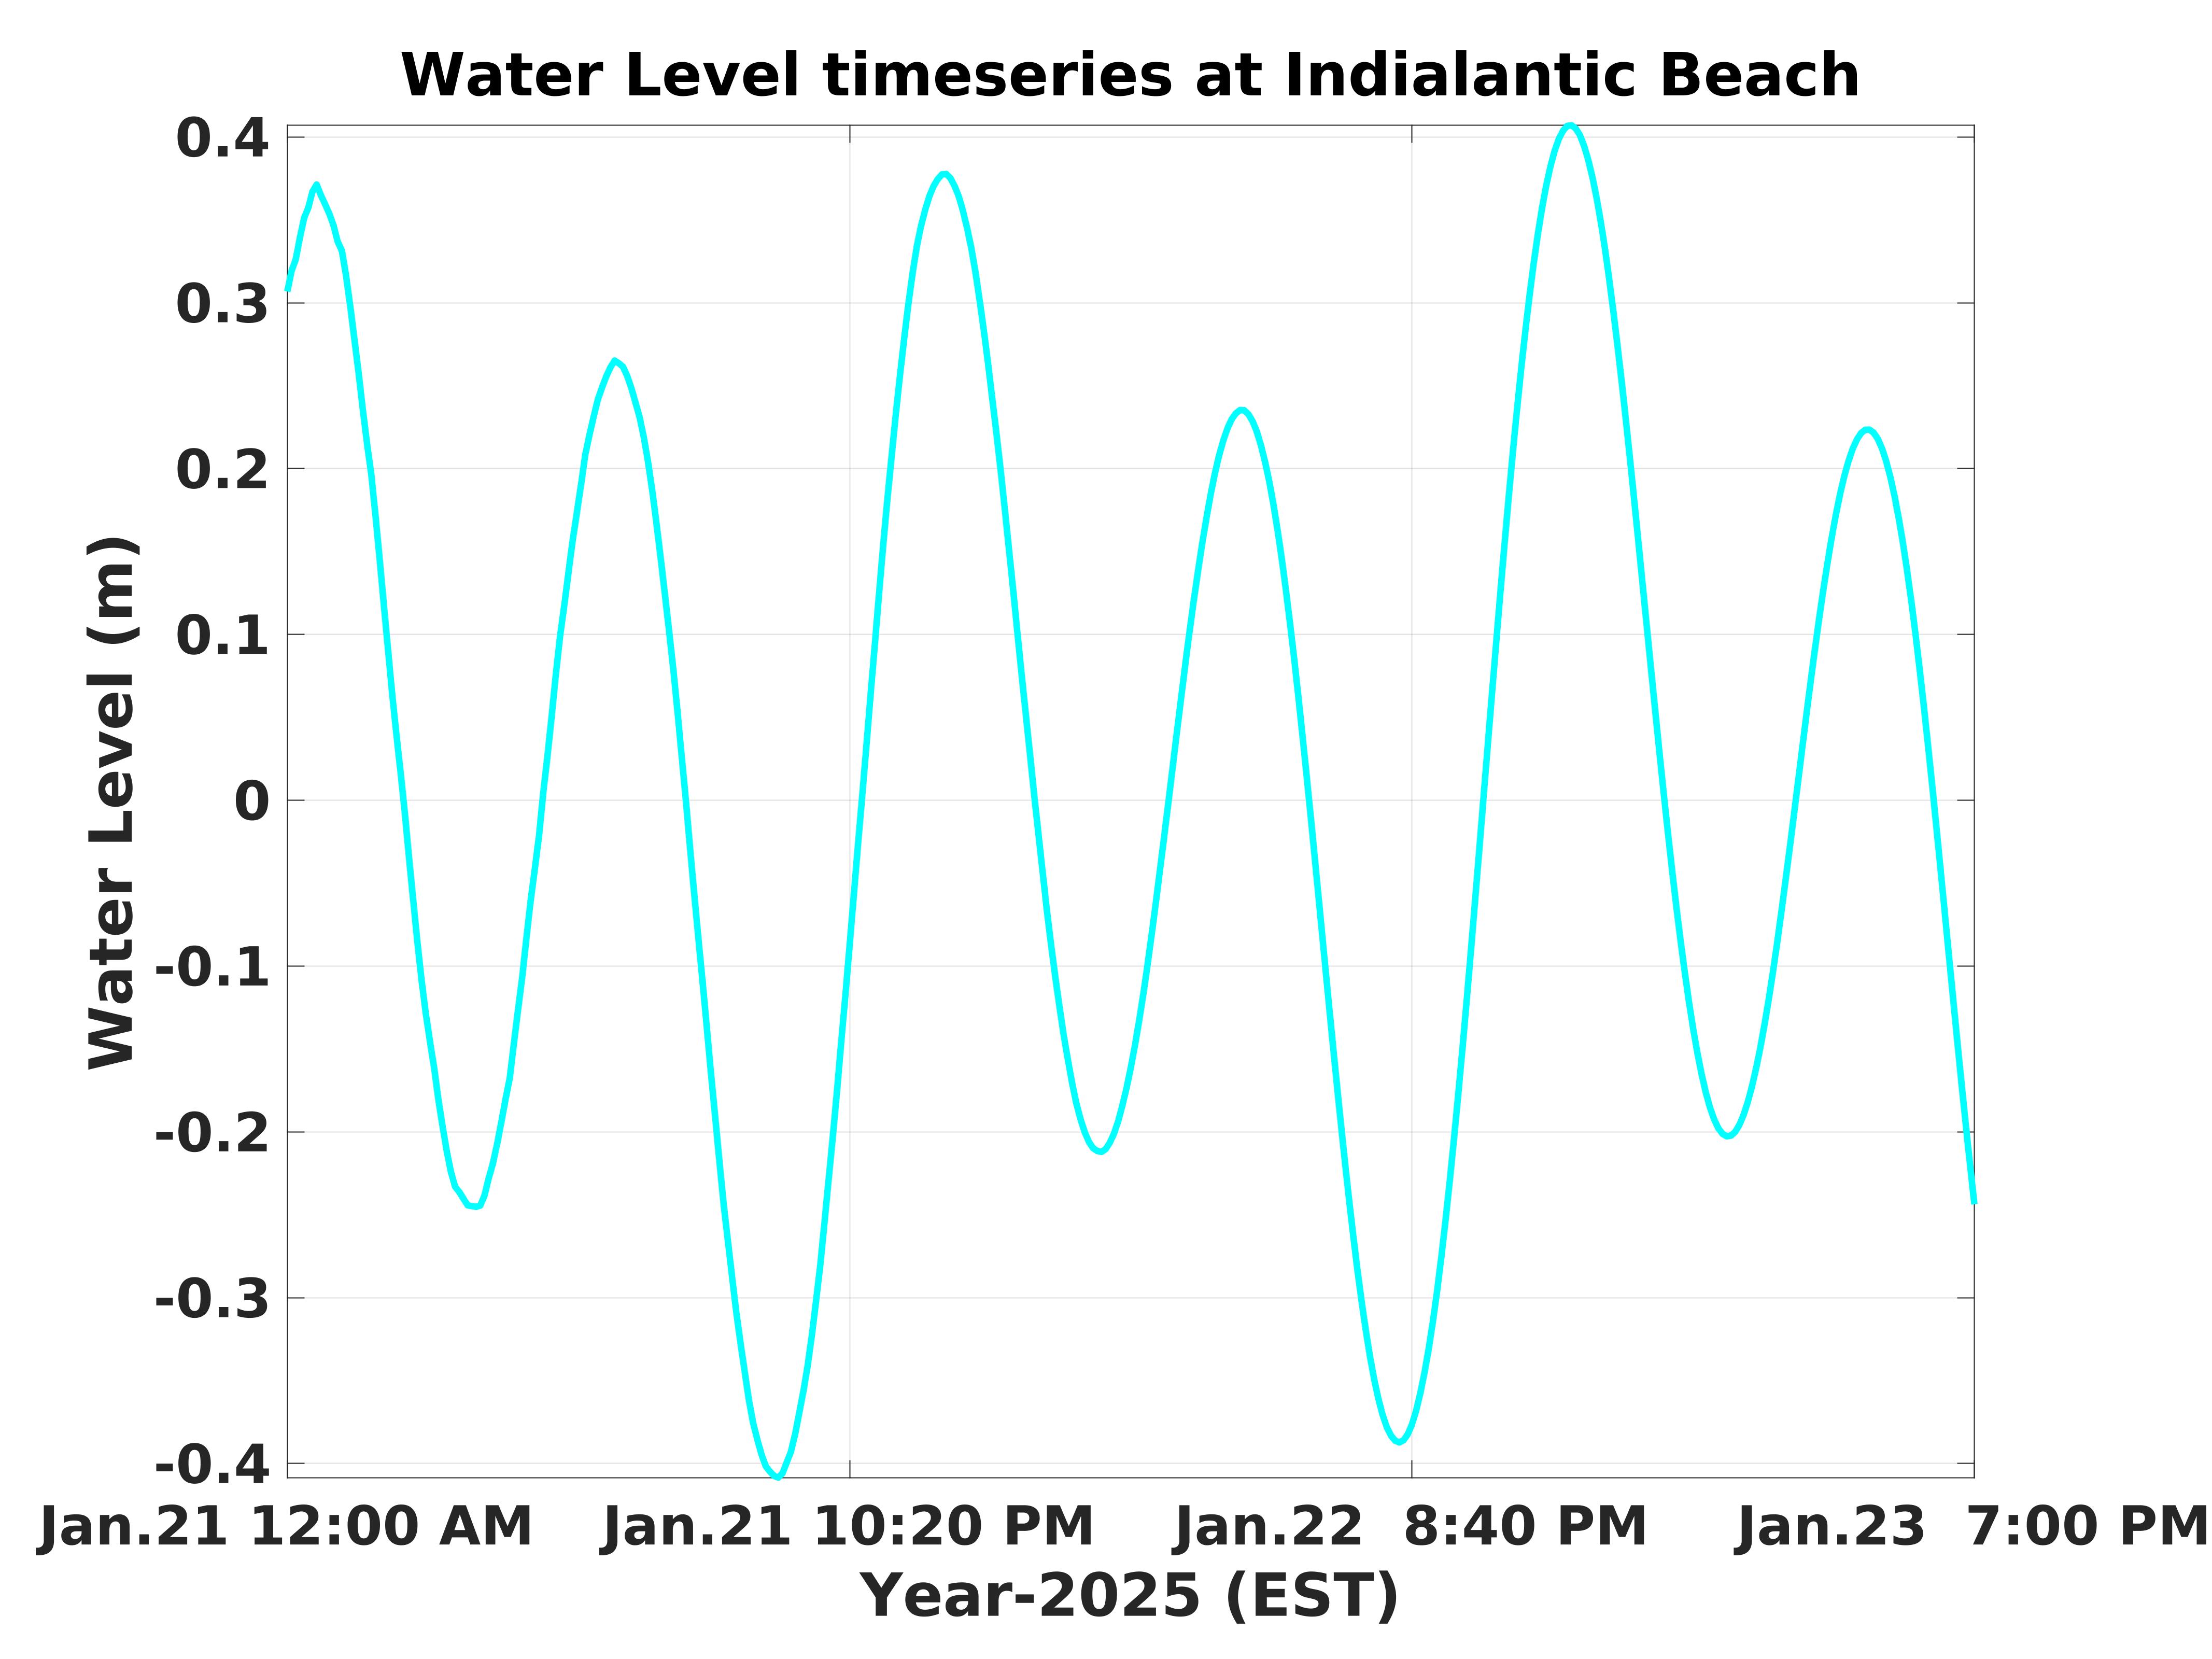 Water Level timeseries at Indialantic Beach
0.4
0.3
0.2
0.1
0
-0.1
-0.2
-0.3
-0.4
Water Level (m)
Jan.21 12:00 AM Jan.21 10:20 PM Jan.22 8:40 PM Jan.23 7:00 PM
Year-2025 (EST)